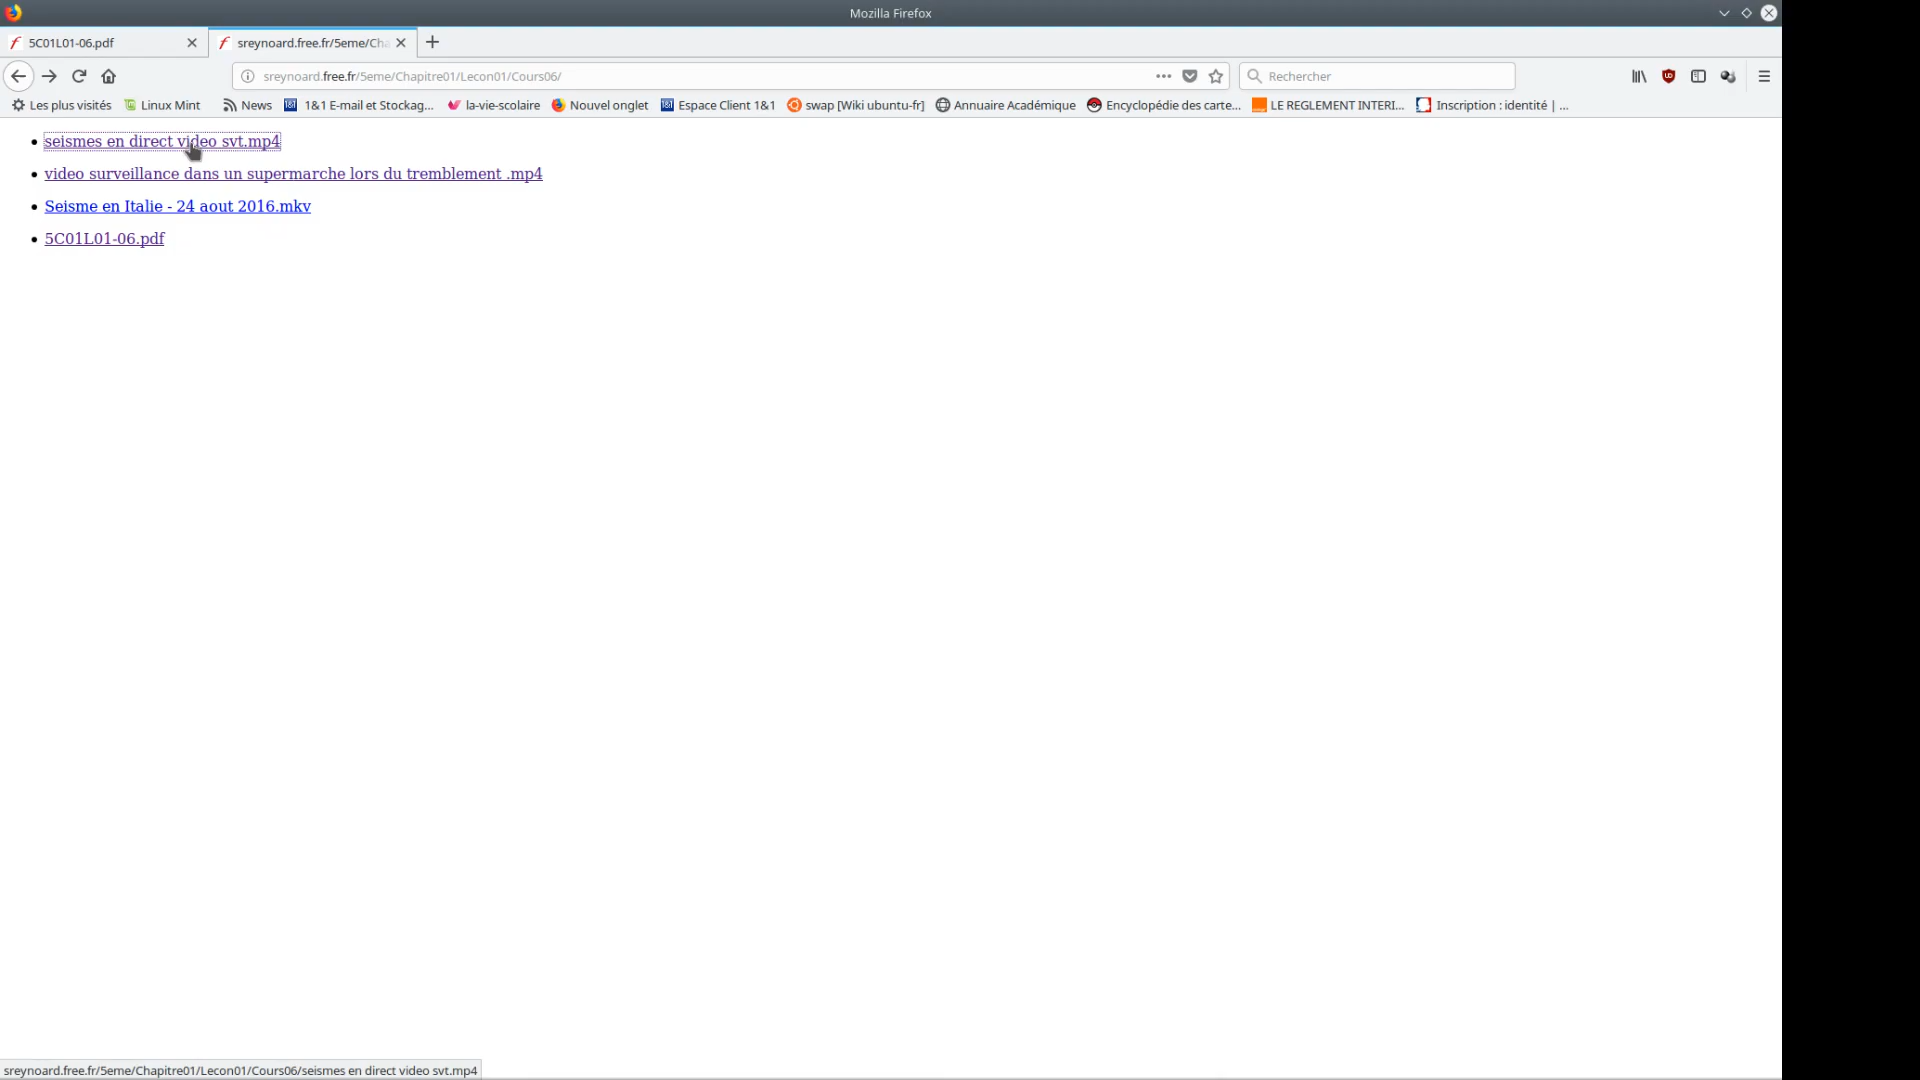 Mozilla Firefox
5C01L01-06.pdf
sreynoard.free.fr/5eme/Cha
sreynoard.free.fr/5eme/Chapitre01/Lecon01/Cours06/
Rechercher
Les plus visités
Linux Mint
News
1&1 E-mail et Stockag...
la-vie-scolaire
Nouvel onglet
Espace Client 1&1
swap [Wiki ubuntu-fr]
Annuaire Académique
Encyclopédie des carte...
LE REGLEMENT INTERI...
Inscription : identité | ...
seismes en direct video svt.mp4
video surveillance dans un supermarche lors du tremblement .mp4
Seisme en Italie - 24 aout 2016.mkv
5C01L01-06.pdf
sreynoard.free.fr/5eme/Chapitre01/Lecon01/Cours06/seismes en direct video svt.mp4